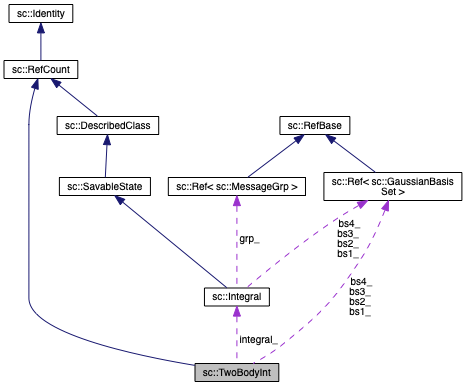 sc::Identity
sc::RefCount
sc::DescribedClass
sc::RefBase
sc::SavableState
sc::Ref< sc::MessageGrp >
sc::Ref< sc::GaussianBasis
Set >
grp_
bs4_
bs3_
bs2_
bs1_
sc::Integral
bs4_
bs3_
bs2_
bs1_
integral_
sc::TwoBodyInt